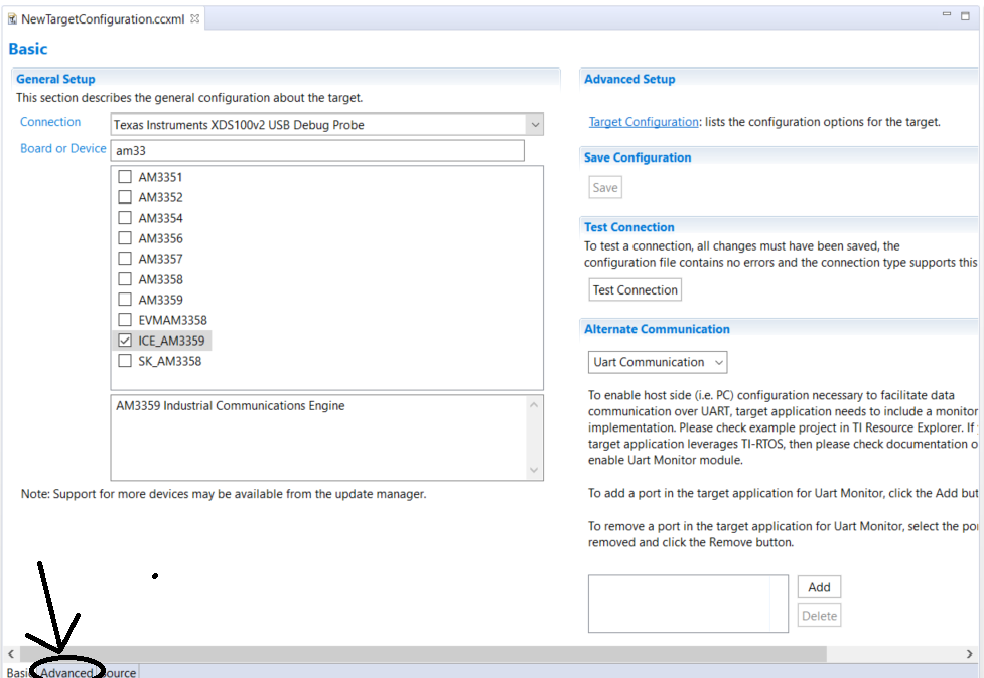 NewTargetConfiguration.ccxml
Basic
General Setup
This section describes the general configuration about the target.
Connection
Texas Instruments XDS100v2 USB Debug Probe
Board or Device
am33
AM3351
AM3352
AM3354
AM3356
AM3357
AM3358
AM3359
EVMAM3358
ICE_AM3359
SK_AM3358
AM3359 Industrial Communications Engine
Note: Support for more devices may be available from the update manager.
Advanced Setup
Target Configuration: lists the configuration options for the target.
Save Configuration
Save
Test Connection
To test a connection, all changes must have been saved, the
configuration file contains no errors and the connection type supports this
Test Connection
Alternate Communication
Uart Communication
To enable host side (i.e. PC) configuration necessary to facilitate data
communication over UART, target application needs to include a monitor
implementation. Please check example project in TI Resource Explorer. If
target application leverages TI-RTOS, then please check documentation o
enable Uart Monitor module.
To add a port in the target application for Uart Monitor, click the Add but
To remove a port in the target application for Uart Monitor, select the por
removed and click the Remove button.
Add
Delete
Basic Advanced Source